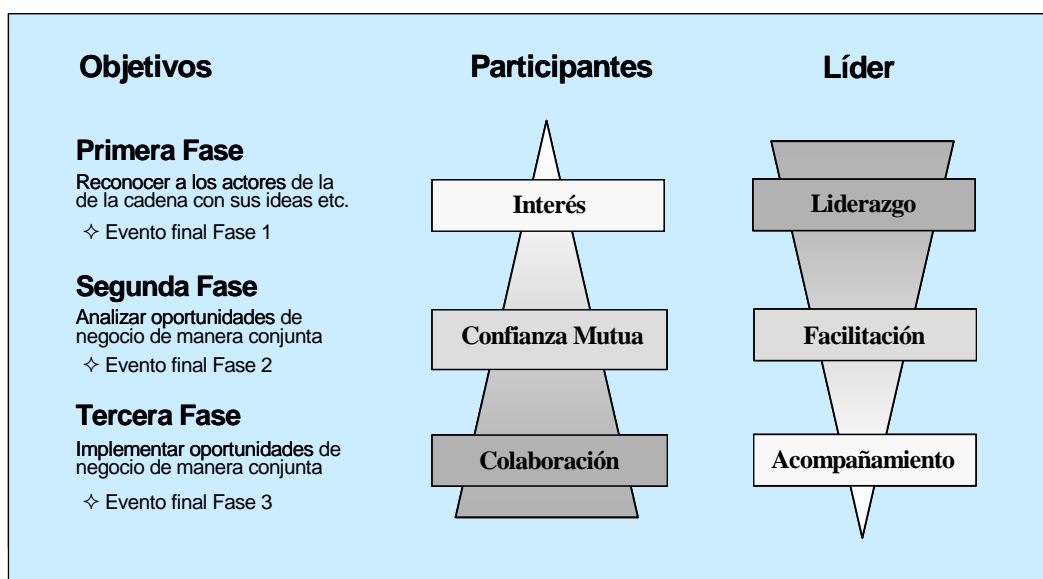 Objetivos
Participantes
Líder
Primera Fase
Reconocer a los actores de la
de la cadena con sus ideas etc.
✧ Evento final Fase 1
Interés
Liderazgo
Segunda Fase
Analizar oportunidades de
negocio de manera conjunta
✧ Evento final Fase 2
Confianza Mutua
Facilitación
Tercera Fase
Implementar oportunidades de
negocio de manera conjunta
✧ Evento final Fase 3
Colaboración
Acompañamiento